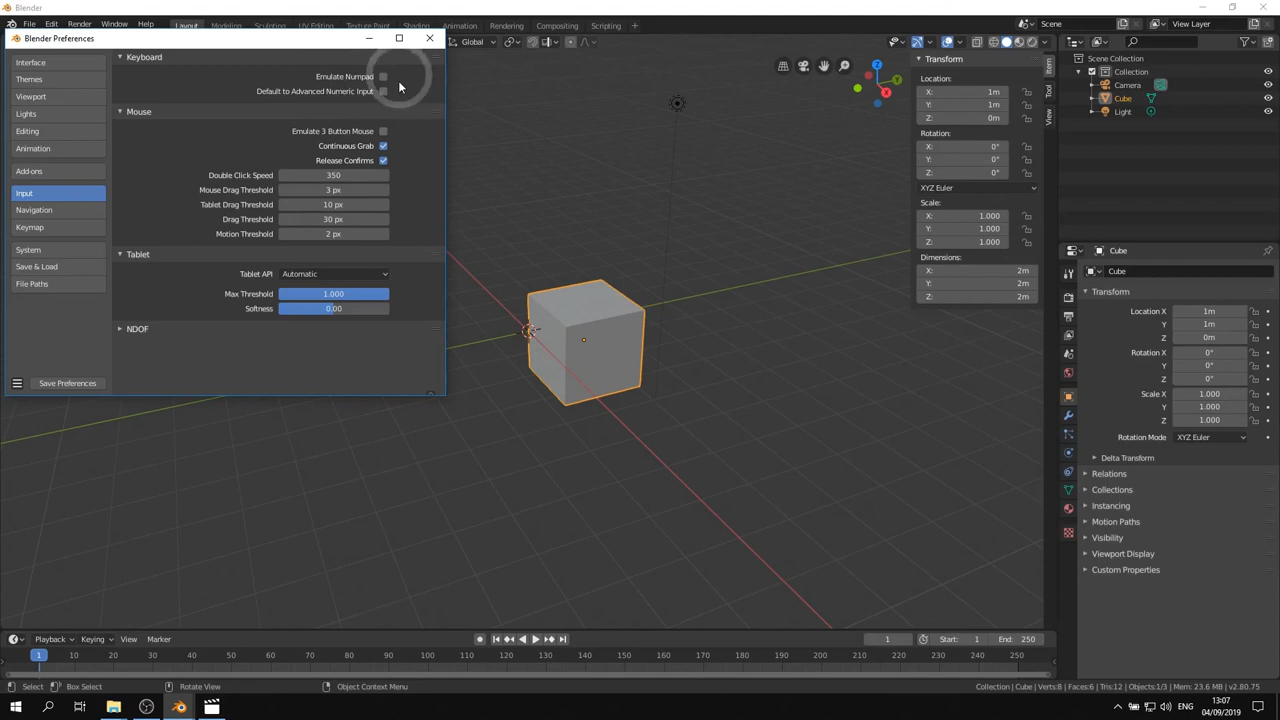 Blender
File Edit Render Window Help Layout Modeling Sculpting UV Editing Texture Paint Shading Animation Rendering Compositing Scripting Scene View Layer
Blender Preferences
Global
Interface
Themes
Viewport
Lights
Editing
Animation
Add-ons
Input
Navigation
Keymap
System
Save & Load
File Paths
Save Preferences
Keyboard
Emulate Numpad
Default to Advanced Numeric Input
Mouse
Emulate 3 Button Mouse
Continuous Grab
Release Confirms
Double Click Speed 350
Mouse Drag Threshold 3 px
Tablet Drag Threshold 10 px
Drag Threshold 30 px
Motion Threshold 2 px
Tablet
Tablet API Automatic
Max Threshold 1.000
Softness 0.00
NDOF
Z
Y
X
Transform
Location:
X: 1m
Y: 1m
Z: 0m
Rotation:
X: 0°
Y: 0°
Z: 0°
XYZ Euler
Scale:
X: 1.000
Y: 1.000
Z: 1.000
Dimensions:
X: 2m
Y: 2m
Z: 2m
Item
Tool
View
Scene Collection
Collection
Camera
Cube
Light
Cube
Cube
Transform
Location X 1m
Y 1m
Z 0m
Rotation X 0°
Y 0°
Z 0°
Scale X 1.000
Y 1.000
Z 1.000
Rotation Mode XYZ Euler
Delta Transform
Relations
Collections
Instancing
Motion Paths
Visibility
Viewport Display
Custom Properties
Playback Keying View Marker 1 Start: 1 End: 250
1 10 20 30 40 50 60 70 80 90 100 110 120 130 140 150 160 170 180 190 200 210 220 230 240 250
Select Box Select Rotate View Object Context Menu Collection | Cube | Verts:8 | Faces:6 | Tris:12 | Objects:1/3 | Mem: 23.6 MB | v2.80.75
ENG
13:07
04/09/2019